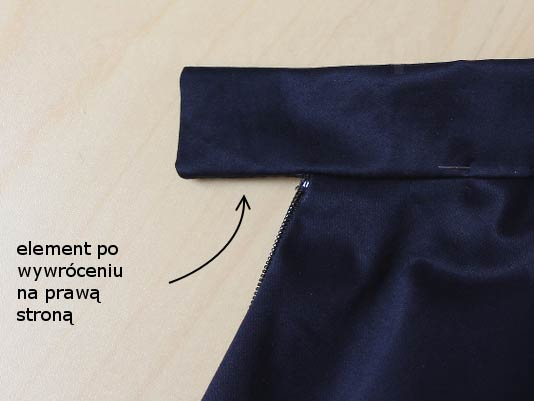 element po
wywróceniu
na prawą
stroną